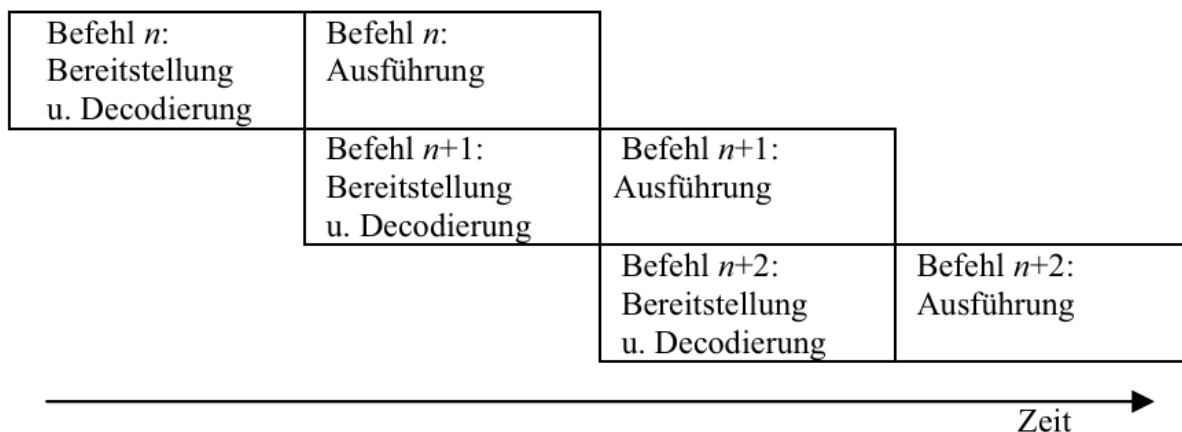 Befehl n:
Bereitstellung
u. Decodierung
Befehl n:
Ausführung
Befehl n+1:
Bereitstellung
u. Decodierung
Befehl n+1:
Ausführung
Befehl n+2:
Bereitstellung
u. Decodierung
Befehl n+2:
Ausführung
Zeit